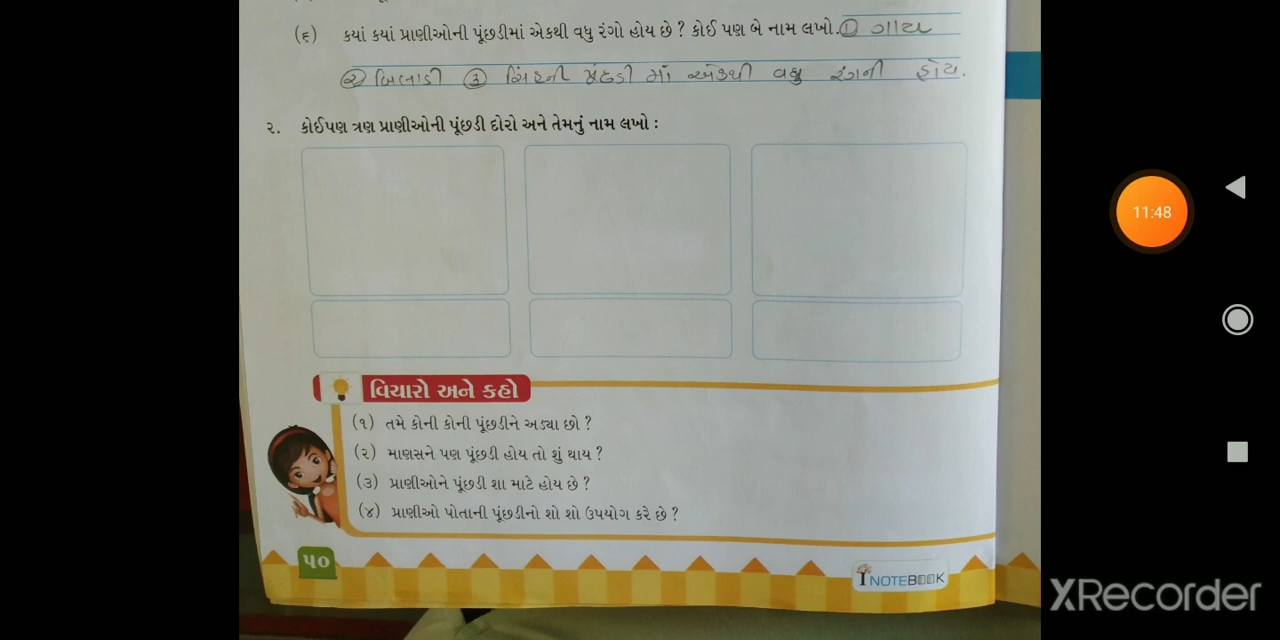 (૬) કયાં કયાં પ્રાણીઓની પૂંછડીમાં એકથી વધુ રંગો હોય છે ? કોઈ પણ બે નામ લખો. ① ગાય
② બિલાડી ③ સિંહની પૂંછડી માં એકથી વધુ રંગની હોય.
૨. કોઈપણ ત્રણ પ્રાણીઓની પૂંછડી દોરો અને તેમનું નામ લખો :
11:48
વિચારો અને કહો
(૧) તમે કોની કોની પૂંછડીને અડ્યા છો ?
(૨) માણસને પણ પૂંછડી હોય તો શું થાય ?
(૩) પ્રાણીઓને પૂંછડી શા માટે હોય છે ?
(૪) પ્રાણીઓ પોતાની પૂંછડીનો શો શો ઉપયોગ કરે છે ?
૫૦
iNOTEBOOK
XRecorder